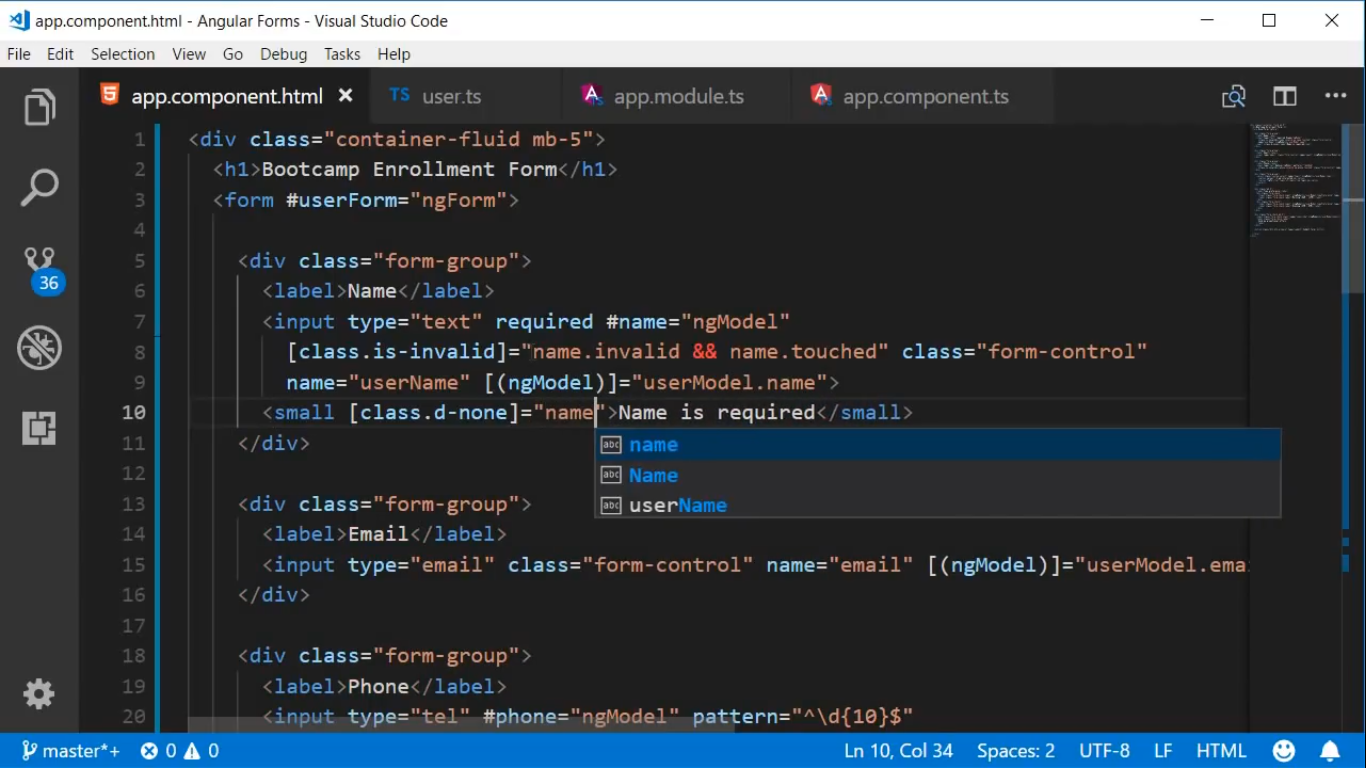 app.component.html - Angular Forms - Visual Studio Code
File Edit Selection View Go Debug Tasks Help
app.component.html TS user.ts app.module.ts app.component.ts
1 <div class="container-fluid mb-5">
2 <h1>Bootcamp Enrollment Form</h1>
3 <form #userForm="ngForm">
4
5 <div class="form-group">
6 <label>Name</label>
7 <input type="text" required #name="ngModel"
8 [class.is-invalid]="name.invalid && name.touched" class="form-control"
9 name="userName" [(ngModel)]="userModel.name">
10 <small [class.d-none]="name">Name is required</small>
11 </div>
abc name
12
abc Name
13 <div class="form-group">
abc userName
14 <label>Email</label>
15 <input type="email" class="form-control" name="email" [(ngModel)]="userModel.emai
16 </div>
17
18 <div class="form-group">
19 <label>Phone</label>
20 <input type="tel" #phone="ngModel" pattern="^\d{10}$"
36
master*+ 0 0 Ln 10, Col 34 Spaces: 2 UTF-8 LF HTML